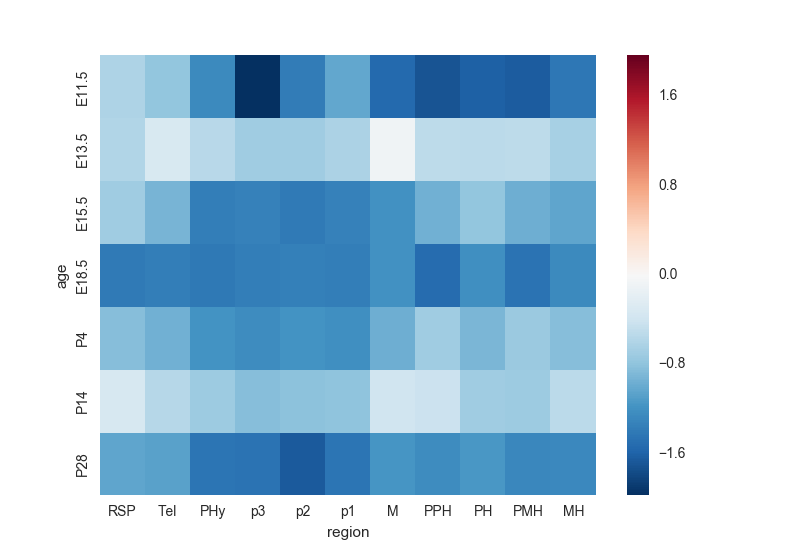 E11.5
E13.5
E15.5
E18.5
P4
P14
P28
age
RSP Tel PHy p3 p2 p1 M PPH PH PMH MH
region
1.6
0.8
0.0
−0.8
−1.6